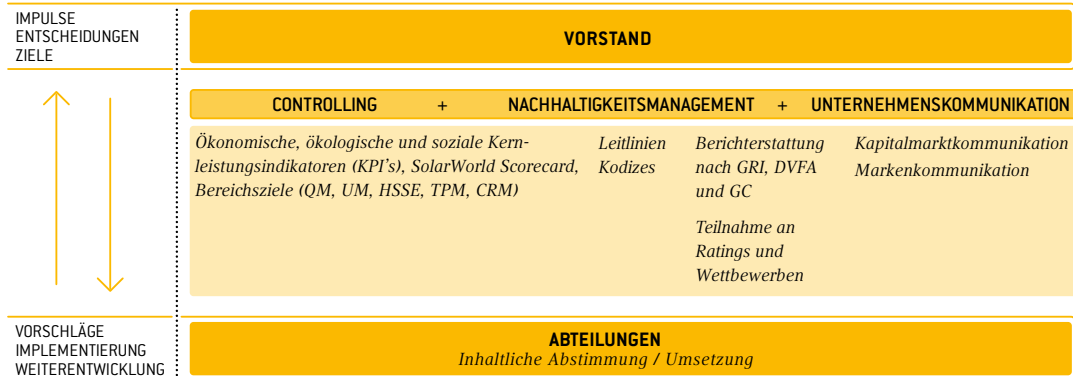 IMPULSE
ENTSCHEIDUNGEN
ZIELE
VORSTAND
CONTROLLING + NACHHALTIGKEITSMANAGEMENT + UNTERNEHMENSKOMMUNIKATION
Ökonomische, ökologische und soziale Kern-
leistungsindikatoren (KPI's), SolarWorld Scorecard,
Bereichsziele (QM, UM, HSSE, TPM, CRM)
Leitlinien
Kodizes
Berichterstattung
nach GRI, DVFA
und GC
Teilnahme an
Ratings und
Wettbewerben
Kapitalmarktkommunikation
Markenkommunikation
VORSCHLÄGE
IMPLEMENTIERUNG
WEITERENTWICKLUNG
ABTEILUNGEN
Inhaltliche Abstimmung / Umsetzung